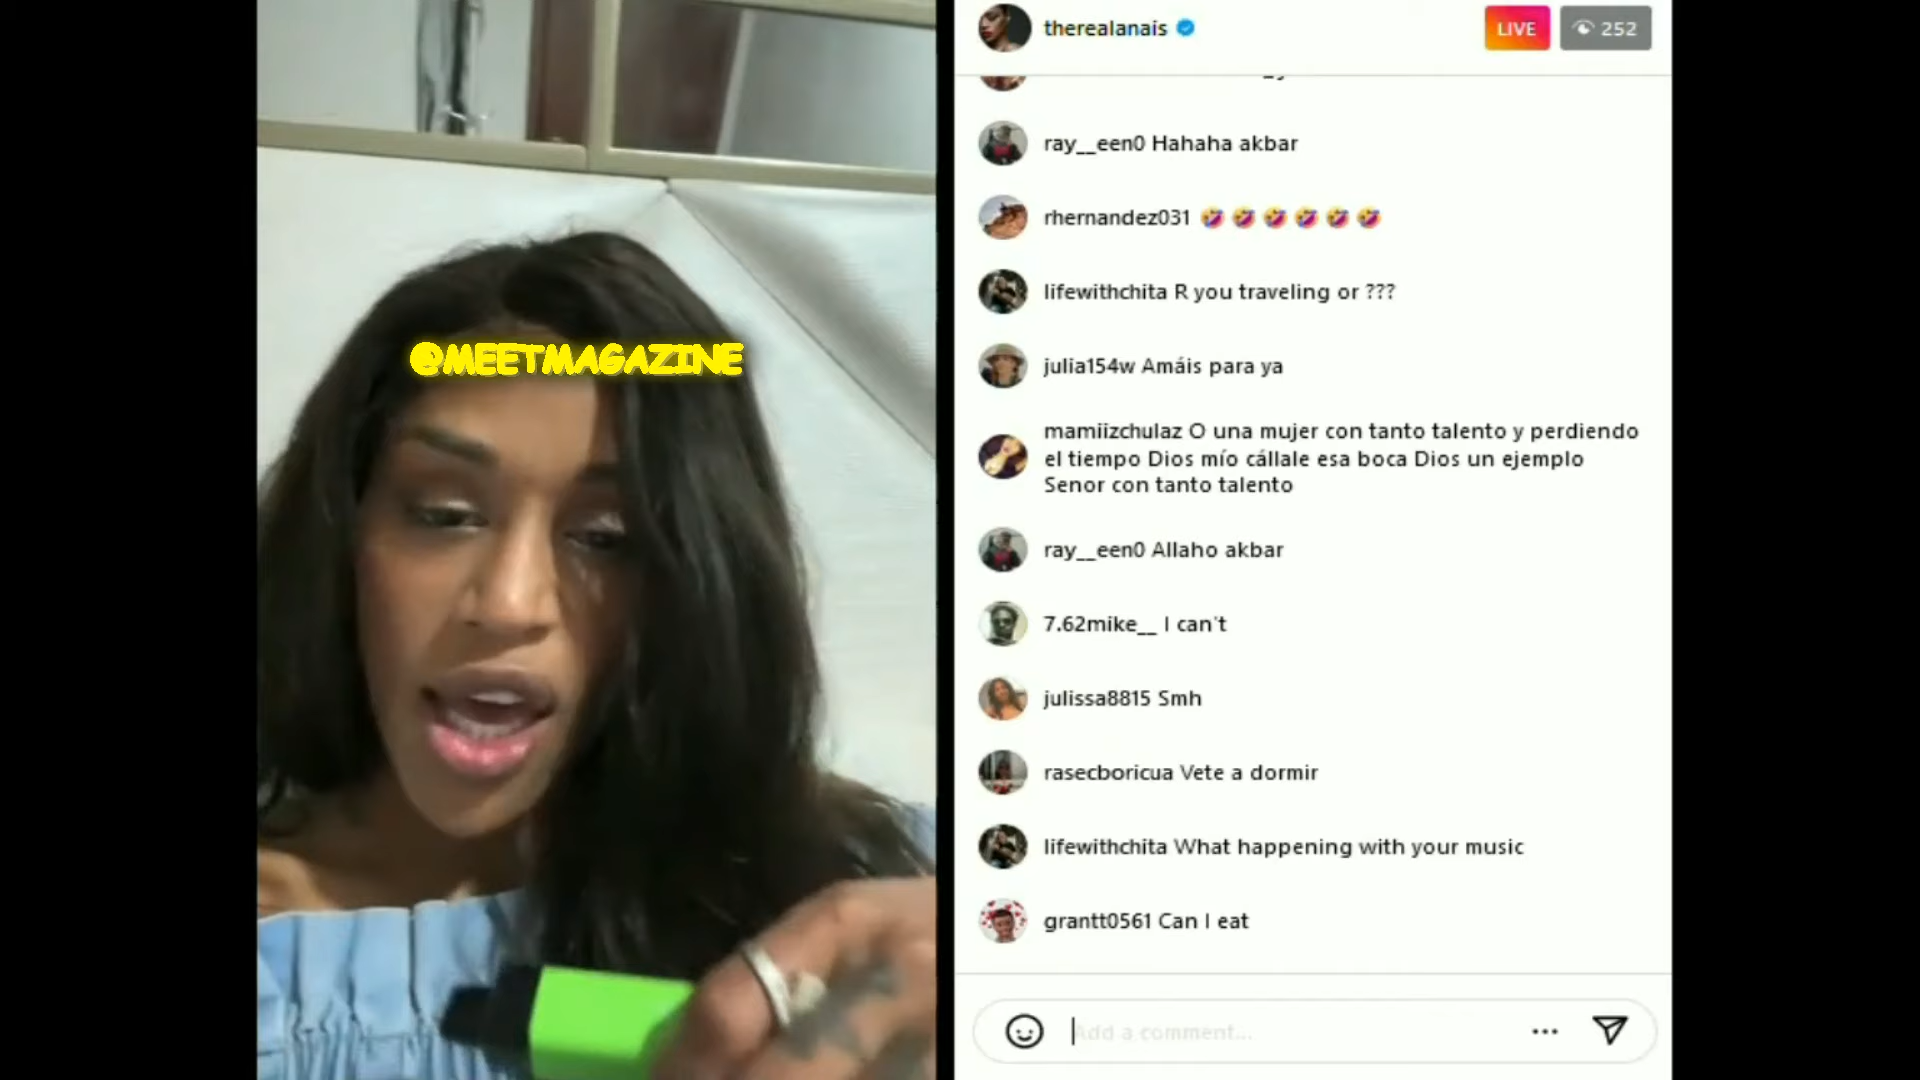 @MEETMAGAZINE
therealanais
LIVE
252
ray__een0 Hahaha akbar
rhernandez031 🤣🤣🤣🤣🤣🤣
lifewithchita R you traveling or ???
julia154w Amáis para ya
mamiizchulaz O una mujer con tanto talento y perdiendo
el tiempo Dios mío cállale esa boca Dios un ejemplo
Senor con tanto talento
ray__een0 Allaho akbar
7.62mike__ I can't
julissa8815 Smh
rasecboricua Vete a dormir
lifewithchita What happening with your music
grantt0561 Can I eat
Add a comment...